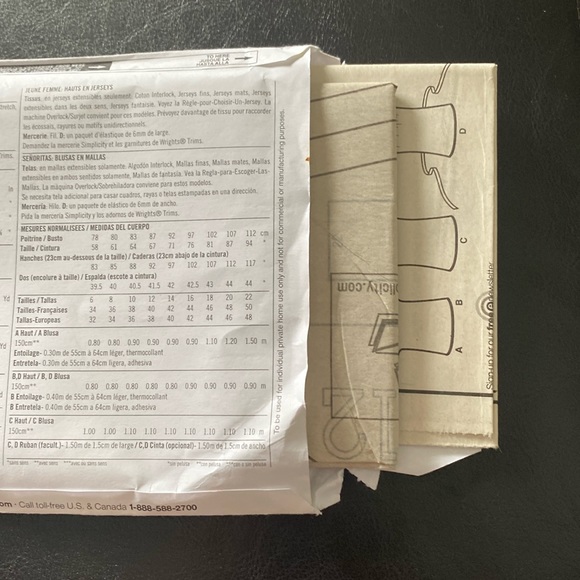 TO HERE
JUSQUE LA
HASTA ALLA
JEUNE FEMME: HAUTS EN JERSEYS
Tissus, en jerseys extensibles seulement. Coton Interlock, Jerseys fins, Jerseys mats, Jerseys
extensibles dans les deux sens, Jerseys fantaisie. Voyez la Règle-pour-Choisir-Un-Jersey. La
machine Overlock/Surjet convient pour ces modèles. Prévoyez davantage de tissu pour raccorder
les écossais, rayures ou motifs unidirectionnels.
Mercerie. Fil. D: un paquet d'élastique de 6mm de large.
Demandez la mercerie Simplicity et les garnitures de Wrights® Trims.
SEÑORITAS: BLUSAS EN MALLAS
Telas: en mallas extensibles solamente. Algodón Interlock, Mallas finas, Mallas mates, Mallas
extensibles en ambos sentidos, Mallas de fantasía. Vea la Regla-para-Escoger-Las-
Mallas. La máquina Overlock/Sobrehiladora conviene para estos modelos.
Se necesita tela adicional para casar cuadros, rayas o telas estampadas en una dirección.
Mercería: Hilo. D: un paquete de elástico de 6mm de ancho.
Pida la mercería Simplicity y los adornos de Wrights® Trims.
MESURES NORMALISEES / MEDIDAS DEL CUERPO
Poitrine / Busto 78 80 83 87 92 97 102 107 112 cm
Taille / Cintura 58 61 64 67 71 76 81 87 94 "
Hanches (23cm au-dessous de la taille) / Caderas (23cm abajo de la cintura)
83 85 88 92 97 102 107 112 117 "
Dos (encolure à taille) / Espalda (escote a cintura)
39.5 40 40.5 41.5 42 42.5 43 44 44 "
Tailles / Tallas 6 8 10 12 14 16 18 20 22
Tailles-Françaises 34 36 38 40 42 44 46 48 50
Tallas-Europeas 32 34 36 38 40 42 44 46 48
A Haut / A Blusa
150cm** 0.80 0.80 0.90 0.90 0.90 0.90 1.10 1.20 1.50 m
Entoilage- 0.30m de 55cm à 64cm léger, thermocollant
Entretela- 0.30m de 55cm a 64cm ligera, adhesiva
B,D Haut / B, D Blusa
150cm** 0.80 0.80 0.80 0.80 0.80 0.90 0.90 0.90 0.90 m
B Entoilage- 0.40m de 55cm à 64cm léger, thermocollant
B Entretela- 0.40m de 55cm a 64cm ligera, adhesiva
C Haut / C Blusa
150cm** 1.00 1.00 1.10 1.10 1.10 1.10 1.10 1.10 1.10 m
C, D Ruban (facult.)- 1.50m de 1.5cm de large / C,D Cinta (opcional)- 1.50m de 1.5cm de ancho
*sans sens **avec sens ***avec ou sans sens
om · Call toll-free U.S. & Canada 1-888-588-2700
To be used for individual private home use only and not for commercial or manufacturing purposes.
licity.com
D
C
B
A
Sign up for our free